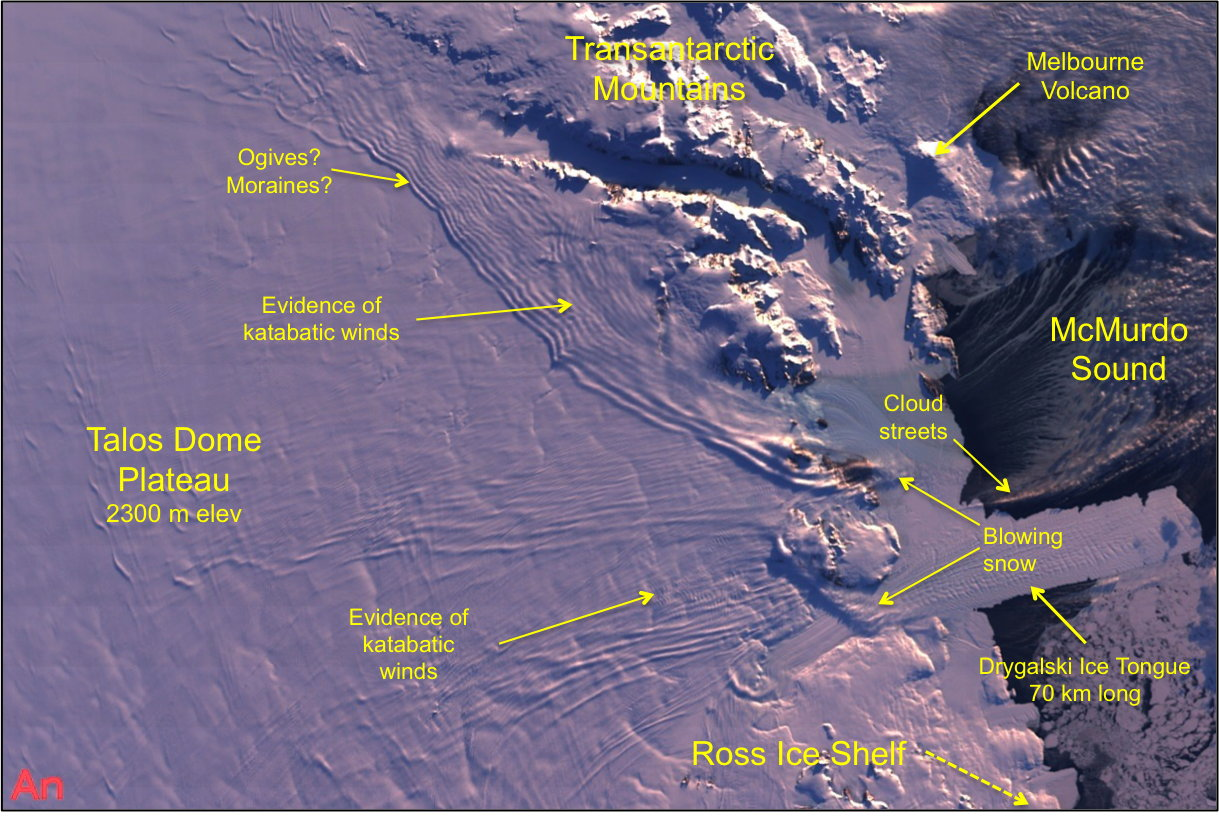 Transantarctic
Mountains
Melbourne
Volcano
Ogives?
Moraines?
Evidence of
katabatic winds
McMurdo
Sound
Cloud
streets
Talos Dome
Plateau
2300 m elev
Blowing
snow
Evidence of
katabatic
winds
Drygalski Ice Tongue
70 km long
Ross Ice Shelf
An